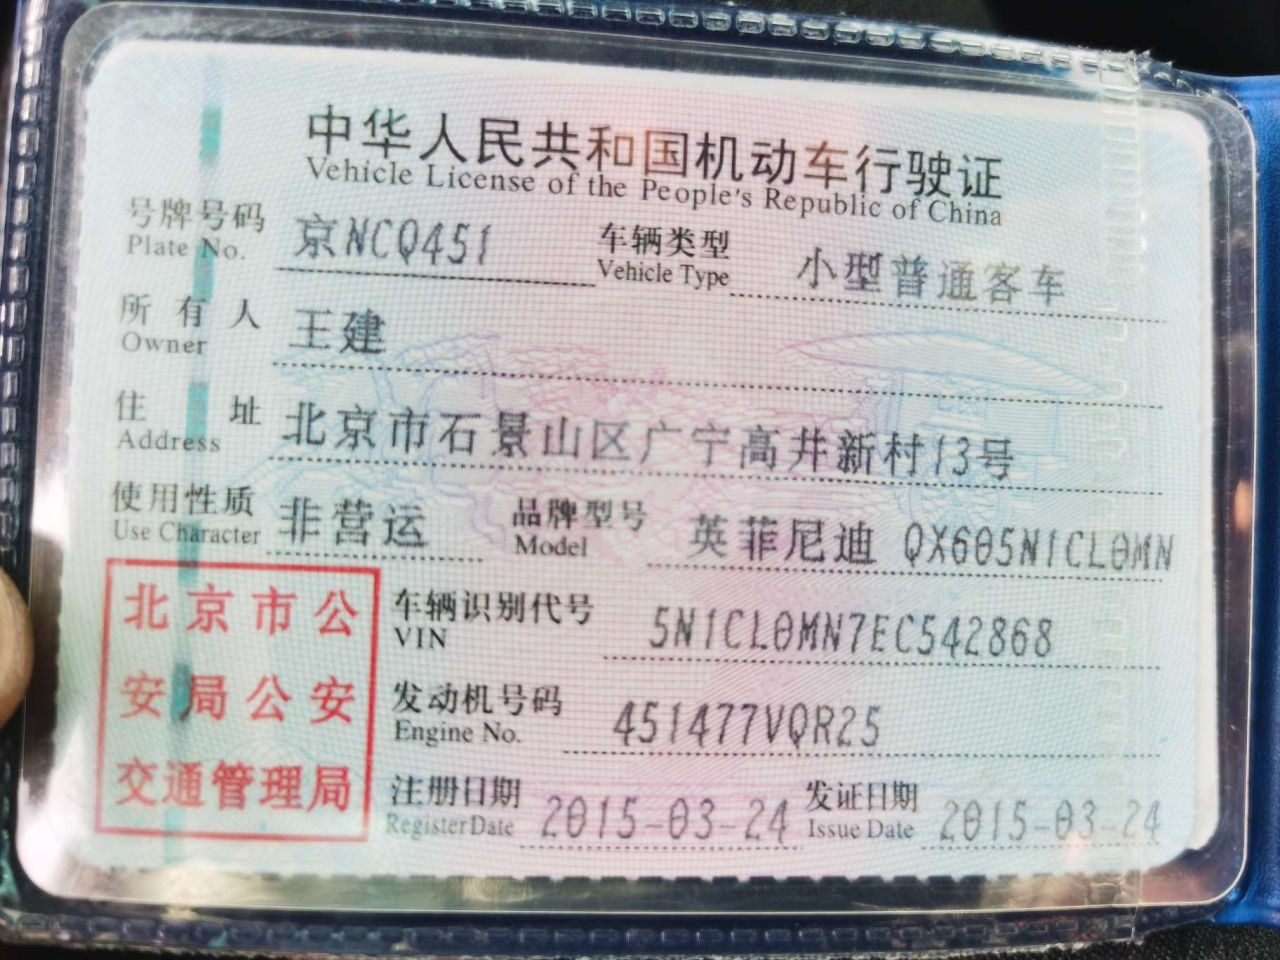 中华人民共和国机动车行驶证
Vehicle License of the People's Republic of China
号牌号码 京NCQ451 车辆类型 小型普通客车
Plate No. Vehicle Type
所有人 王建
Owner
住址 北京市石景山区广宁高井新村13号
Address
使用性质 非营运 品牌型号 英菲尼迪 QX605N1CL0MN
Use Character Model
北京市公
安局公安
交通管理局
车辆识别代号 5N1CL0MN7EC542868
VIN
发动机号码 451477VQR25
Engine No.
注册日期 2015-03-24 发证日期 2015-03-24
Register Date Issue Date